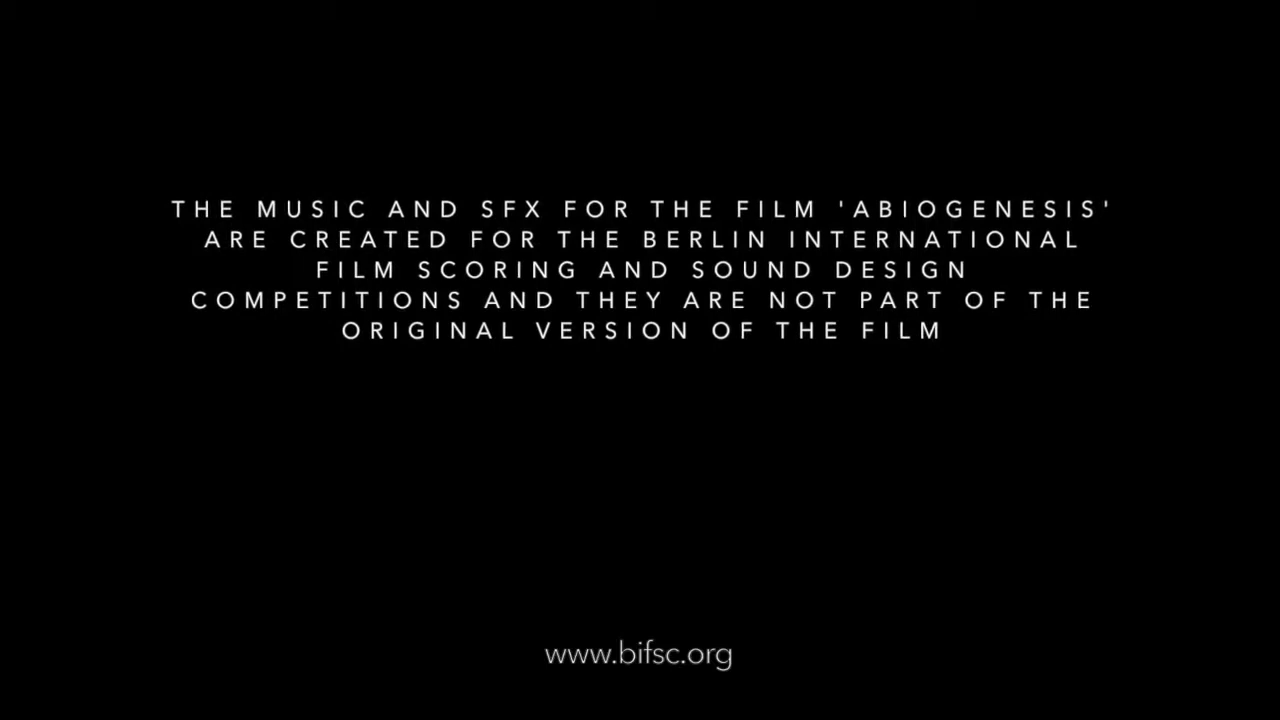 THE MUSIC AND SFX FOR THE FILM 'ABIOGENESIS'
ARE CREATED FOR THE BERLIN INTERNATIONAL
FILM SCORING AND SOUND DESIGN
COMPETITIONS AND THEY ARE NOT PART OF THE
ORIGINAL VERSION OF THE FILM
www.bifsc.org